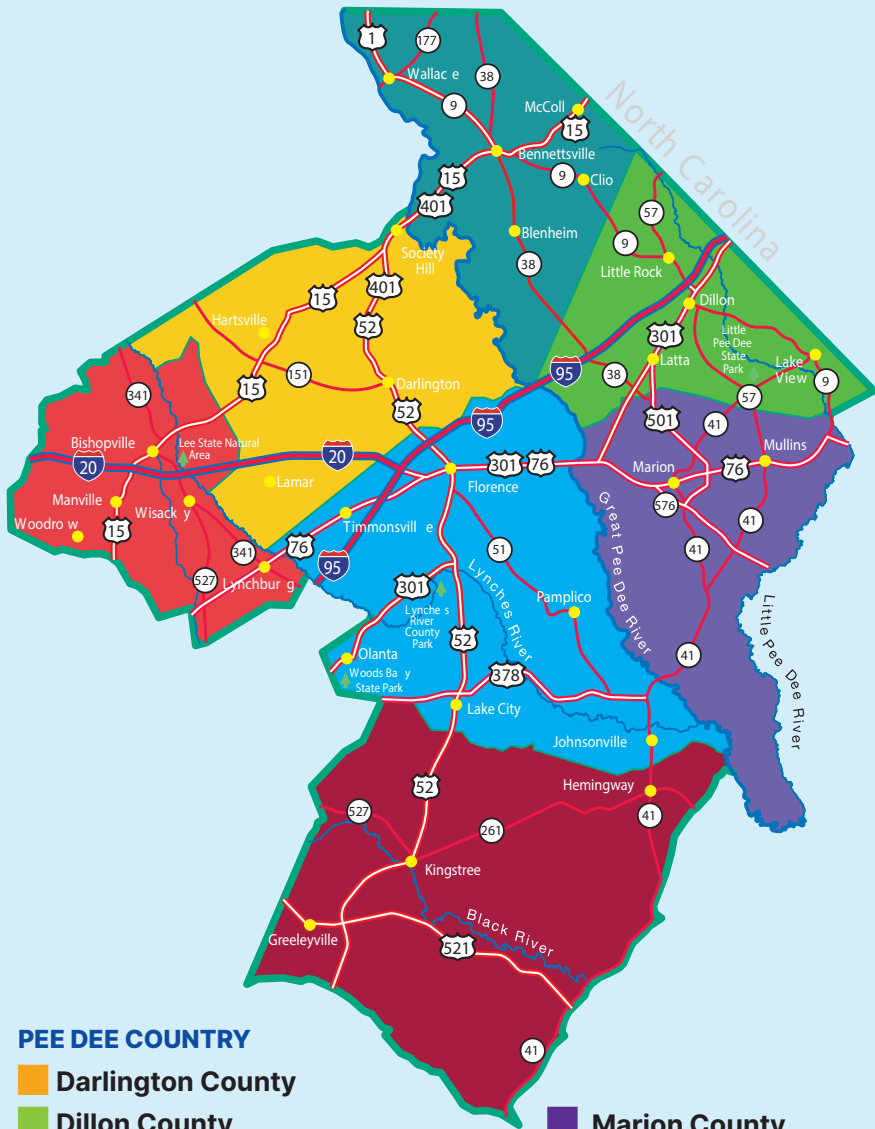 1
177
Wallac e
38
9
McColl
15
North Carolina
Bennettsville
15
9
Clio
401
57
Society
Hill
Blenheim
9
38
Little Rock
401
15
Dillon
Hartsville
52
301
Little
Pee Dee
State
Park
Latta
Lake
View
95
151
15
38
9
341
Darlington
57
52
501
41
95
Bishopville
Lee State Natural
Area
20
20
301
76
Marion
76
Mullins
Lamar
Florence
Manville
Wisack y
576
Great Pee Dee River
Woodro w
15
Timmonsvill e
41
76
51
41
341
95
Lynchbur g
527
301
Lynches River
Lynche s
River
County
Park
Pamplico
Little Pee Dee River
52
Olanta
41
Woods Ba y
State Park
378
Lake City
Johnsonville
52
Hemingway
527
261
41
Kingstree
Black River
Greeleyville
521
41
PEE DEE COUNTRY
Darlington County
Dillon County
Marion County